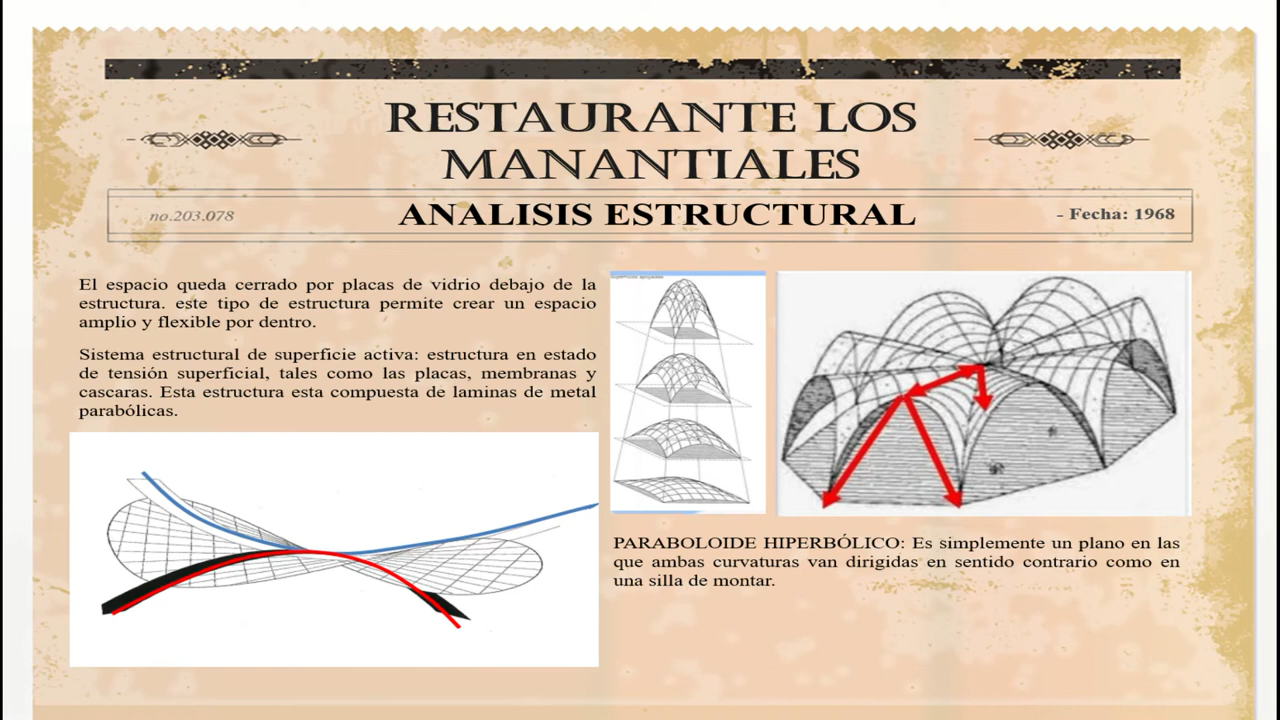 RESTAURANTE LOS
MANANTIALES
no.203.078
ANALISIS ESTRUCTURAL
- Fecha: 1968
El espacio queda cerrado por placas de vidrio debajo de la
estructura. este tipo de estructura permite crear un espacio
amplio y flexible por dentro.
Sistema estructural de superficie activa: estructura en estado
de tensión superficial, tales como las placas, membranas y
cascaras. Esta estructura esta compuesta de laminas de metal
parabólicas.
PARABOLOIDE HIPERBÓLICO: Es simplemente un plano en las
que ambas curvaturas van dirigidas en sentido contrario como en
una silla de montar.